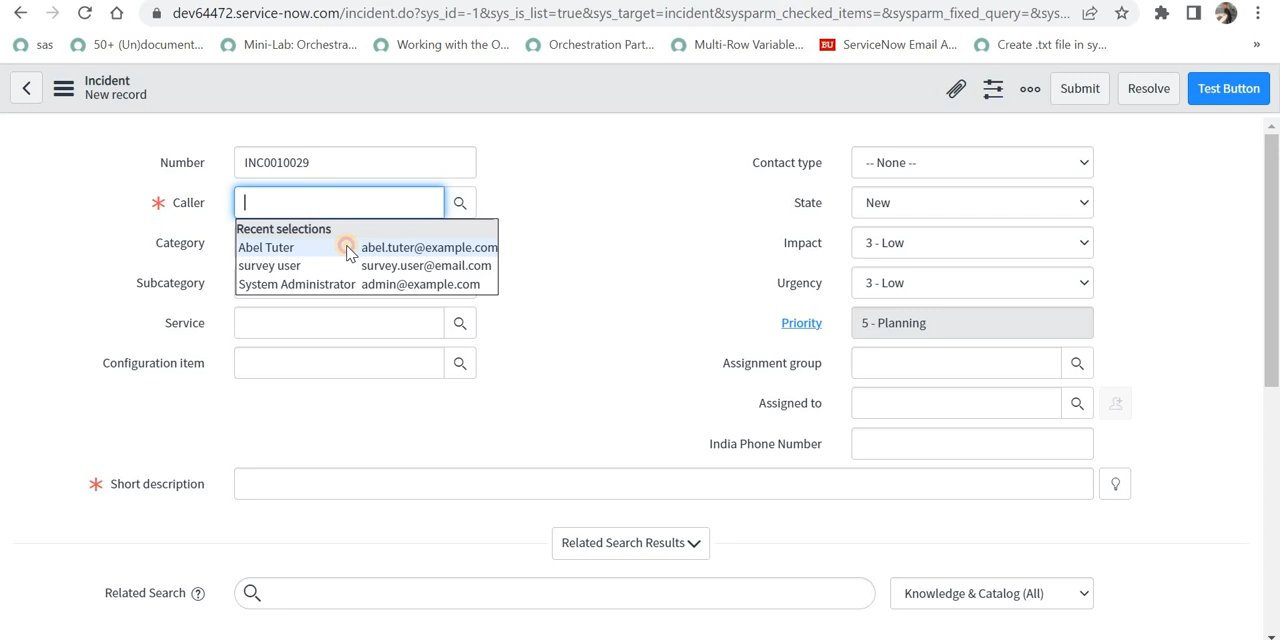 dev64472.service-now.com/incident.do?sys_id=-1&sys_is_list=true&sys_target=incident&sysparm_checked_items=&sysparm_fixed_query=&sys...
sas 50+ (Un)document... Mini-Lab: Orchestra... Working with the O... Orchestration Part... Multi-Row Variable... BU ServiceNow Email A... Create .txt file in sy... »
Incident
New record
Submit Resolve Test Button
Number INC0010029 Contact type -- None --
Caller State New
Recent selections
Abel Tuter abel.tuter@example.com
Category Impact 3 - Low
survey user survey.user@email.com
System Administrator admin@example.com
Subcategory Urgency 3 - Low
Service Priority 5 - Planning
Configuration item Assignment group
Assigned to
India Phone Number
Short description
Related Search Results
Related Search ? Knowledge & Catalog (All)